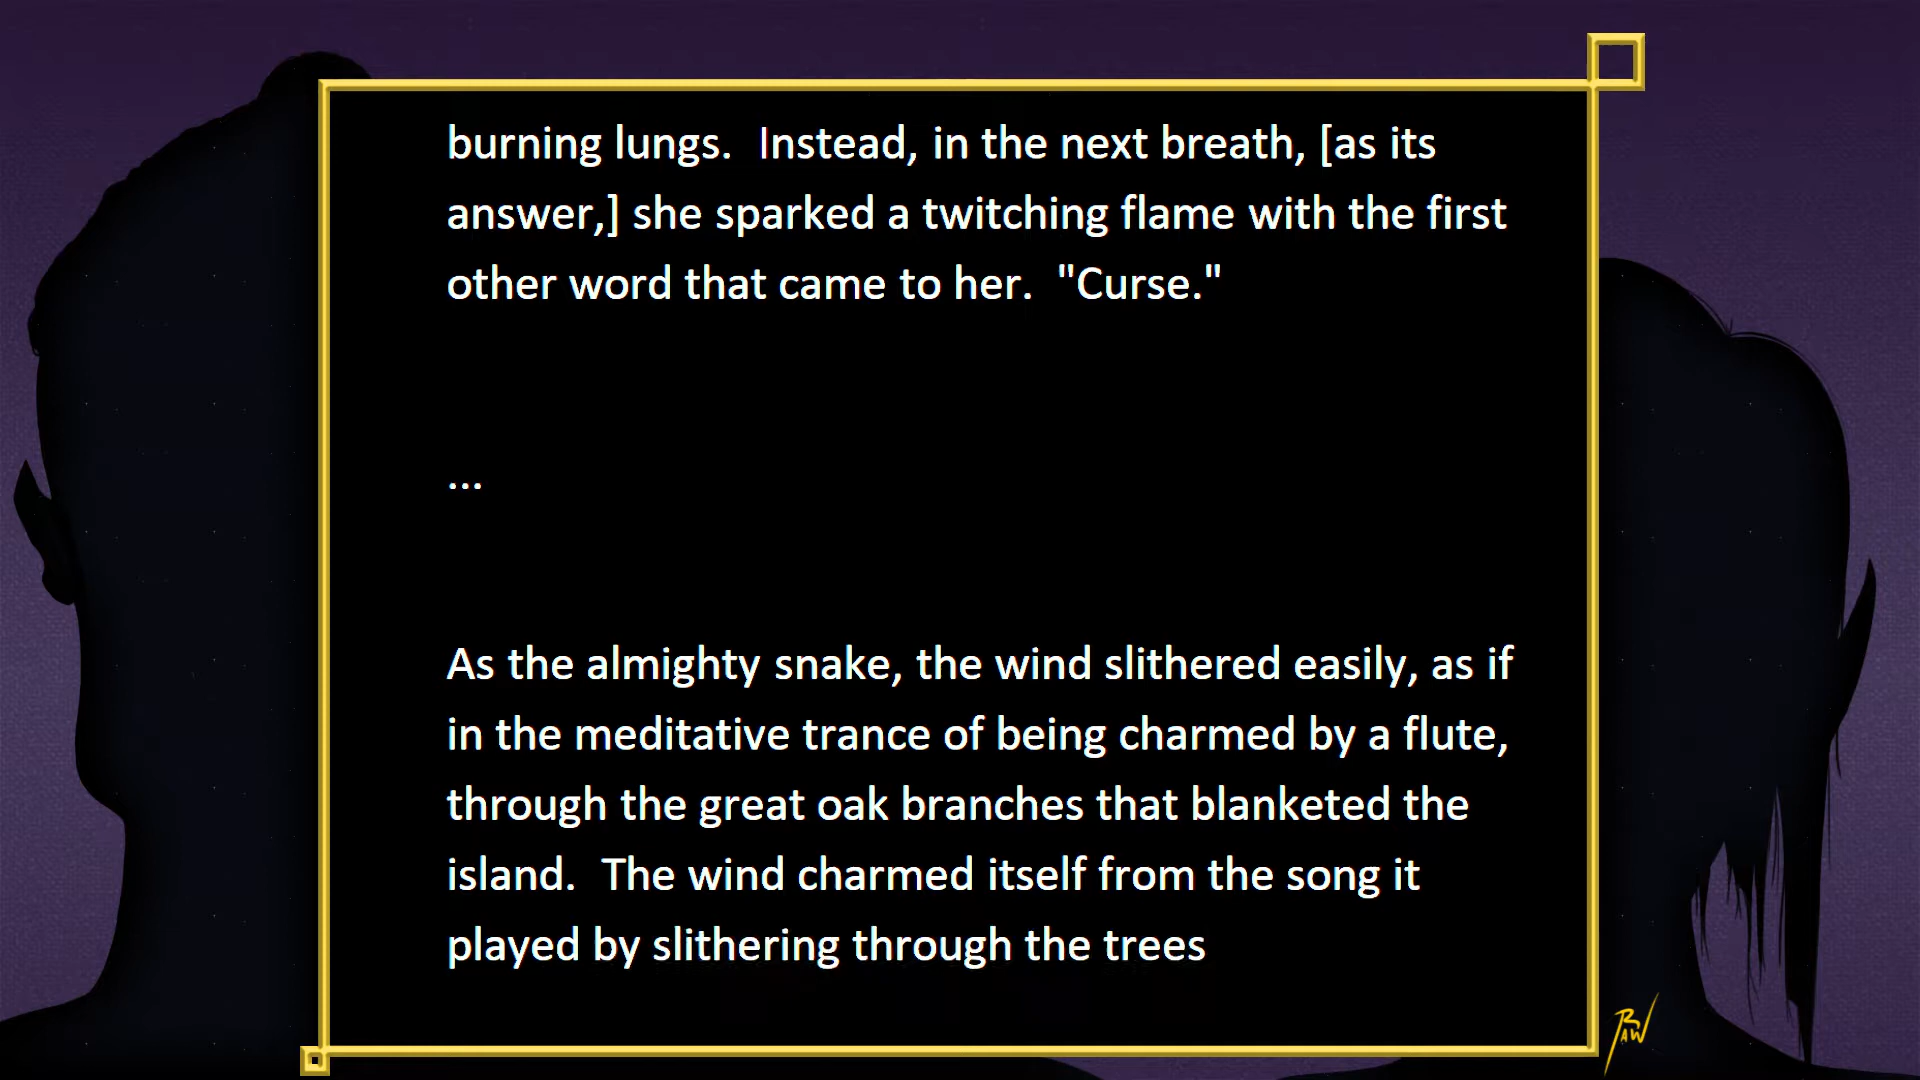 burning lungs.  Instead, in the next breath, [as its
answer,] she sparked a twitching flame with the first
other word that came to her.  "Curse."
...
As the almighty snake, the wind slithered easily, as if
in the meditative trance of being charmed by a flute,
through the great oak branches that blanketed the
island.  The wind charmed itself from the song it
played by slithering through the trees
RAW